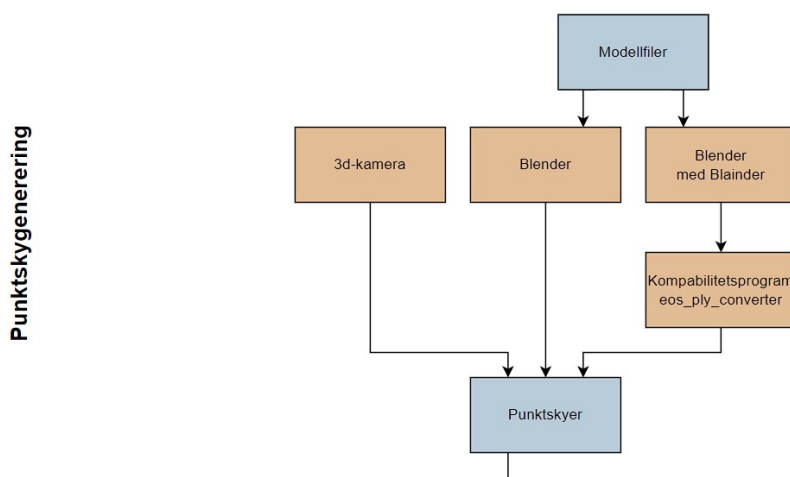 Modellfiler
Punktskygenerering
3d-kamera
Blender
Blender
med Blainder
Kompabilitetsprogram
eos_ply_converter
Punktskyer